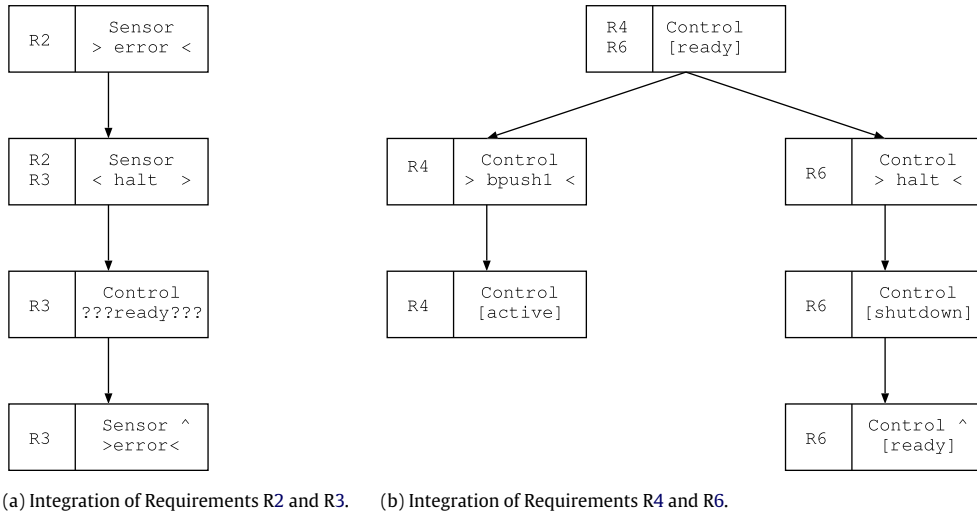 R2
Sensor
> error <
R2
R3
Sensor
< halt >
R3
Control
???ready???
R3
Sensor ^
>error<
(a) Integration of Requirements R2 and R3.
R4
R6
Control
[ready]
R4
Control
> bpush1 <
R4
Control
[active]
R6
Control
> halt <
R6
Control
[shutdown]
R6
Control ^
[ready]
(b) Integration of Requirements R4 and R6.